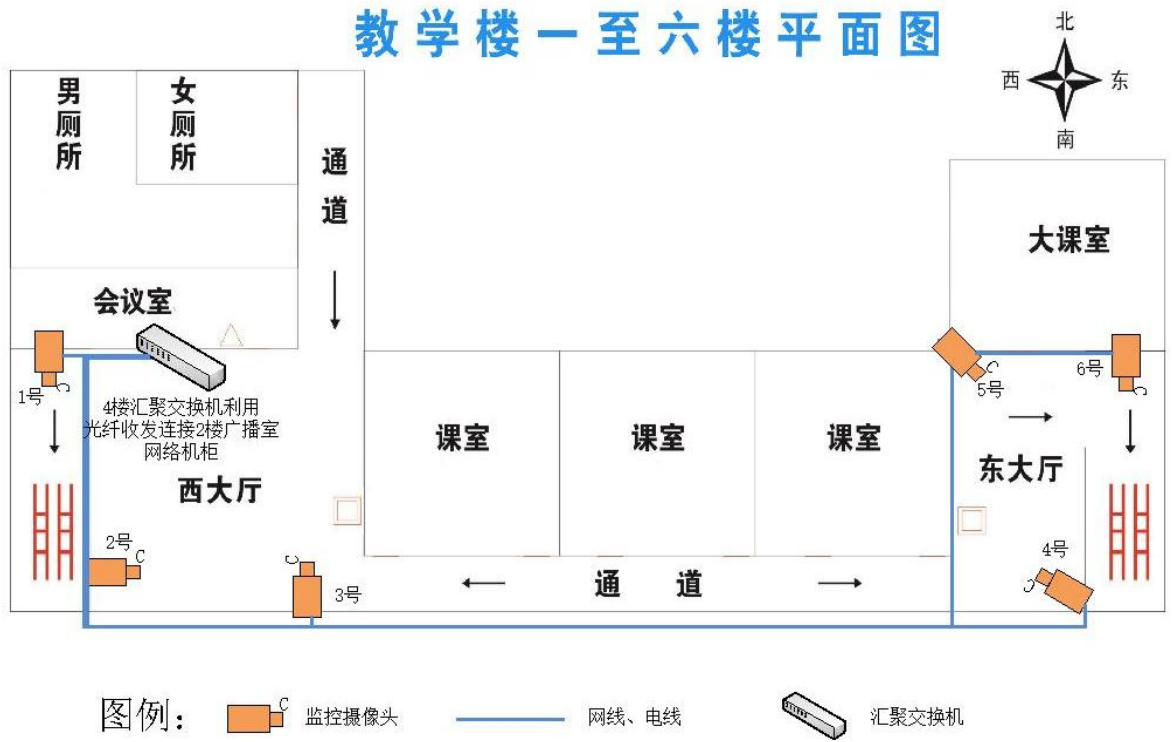 教学楼一至六楼平面图
北
西
东
南
男厕所
女厕所
通道
大课室
会议室
1号
C
4楼汇聚交换机利用
光纤收发连接2楼广播室
网络机柜
5号
C
6号
C
课室
课室
课室
西大厅
东大厅
2号
C
C
3号
通道
4号
C
图例：
C
监控摄像头
网线、电线
汇聚交换机